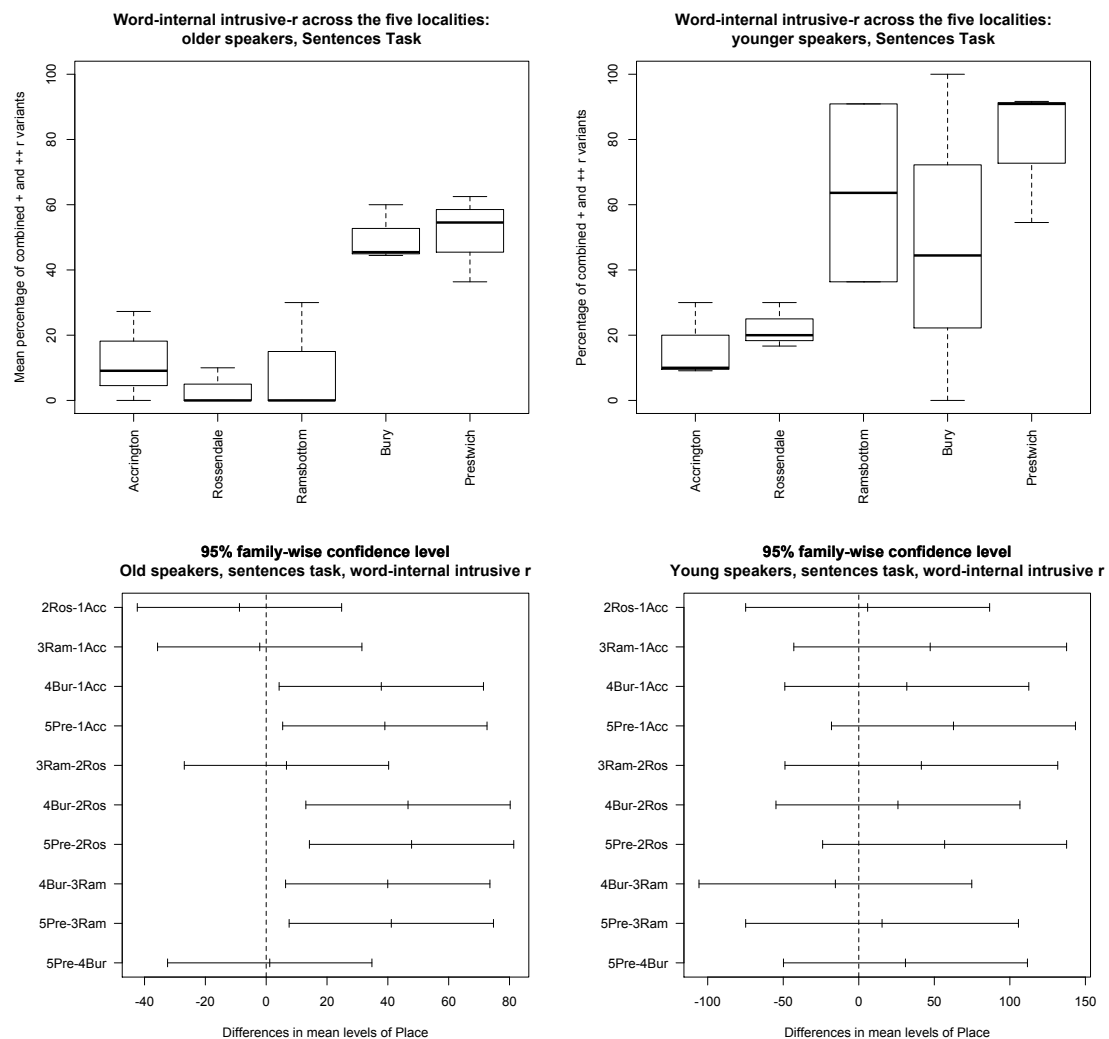 Word-internal intrusive-r across the five localities:
older speakers, Sentences Task
Mean percentage of combined + and ++ r variants
100
80
60
40
20
0
Accrington
Rossendale
Ramsbottom
Bury
Prestwich
Word-internal intrusive-r across the five localities:
younger speakers, Sentences Task
Percentage of combined + and ++ r variants
100
80
60
40
20
0
Accrington
Rossendale
Ramsbottom
Bury
Prestwich
95% family-wise confidence level
Old speakers, sentences task, word-internal intrusive r
2Ros-1Acc
3Ram-1Acc
4Bur-1Acc
5Pre-1Acc
3Ram-2Ros
4Bur-2Ros
5Pre-2Ros
4Bur-3Ram
5Pre-3Ram
5Pre-4Bur
-40 -20 0 20 40 60 80
Differences in mean levels of Place
95% family-wise confidence level
Young speakers, sentences task, word-internal intrusive r
2Ros-1Acc
3Ram-1Acc
4Bur-1Acc
5Pre-1Acc
3Ram-2Ros
4Bur-2Ros
5Pre-2Ros
4Bur-3Ram
5Pre-3Ram
5Pre-4Bur
-100 -50 0 50 100 150
Differences in mean levels of Place